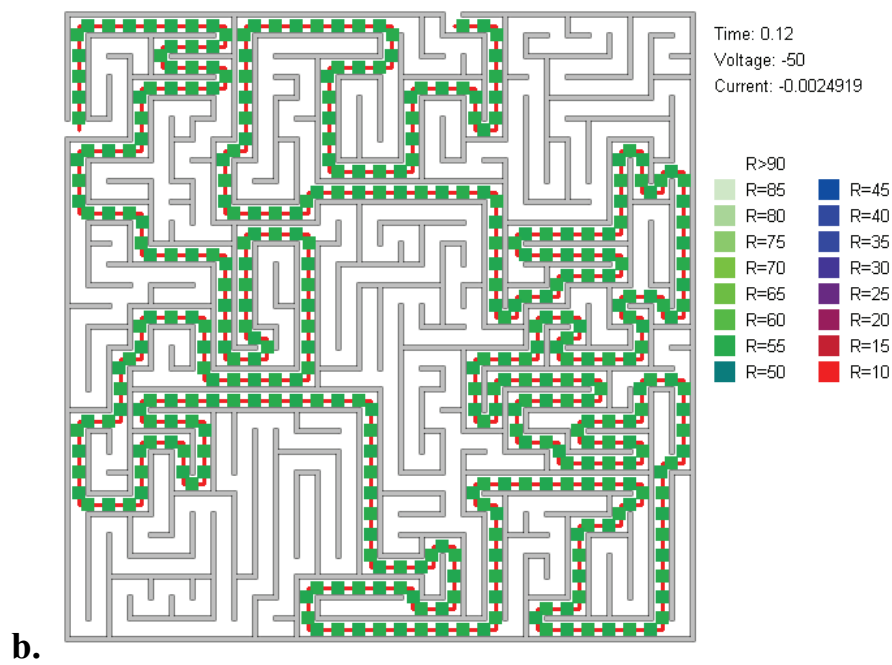 Time: 0.12
Voltage: -50
Current: -0.0024919
R>90
R=85 R=45
R=80 R=40
R=75 R=35
R=70 R=30
R=65 R=25
R=60 R=20
R=55 R=15
R=50 R=10
b.